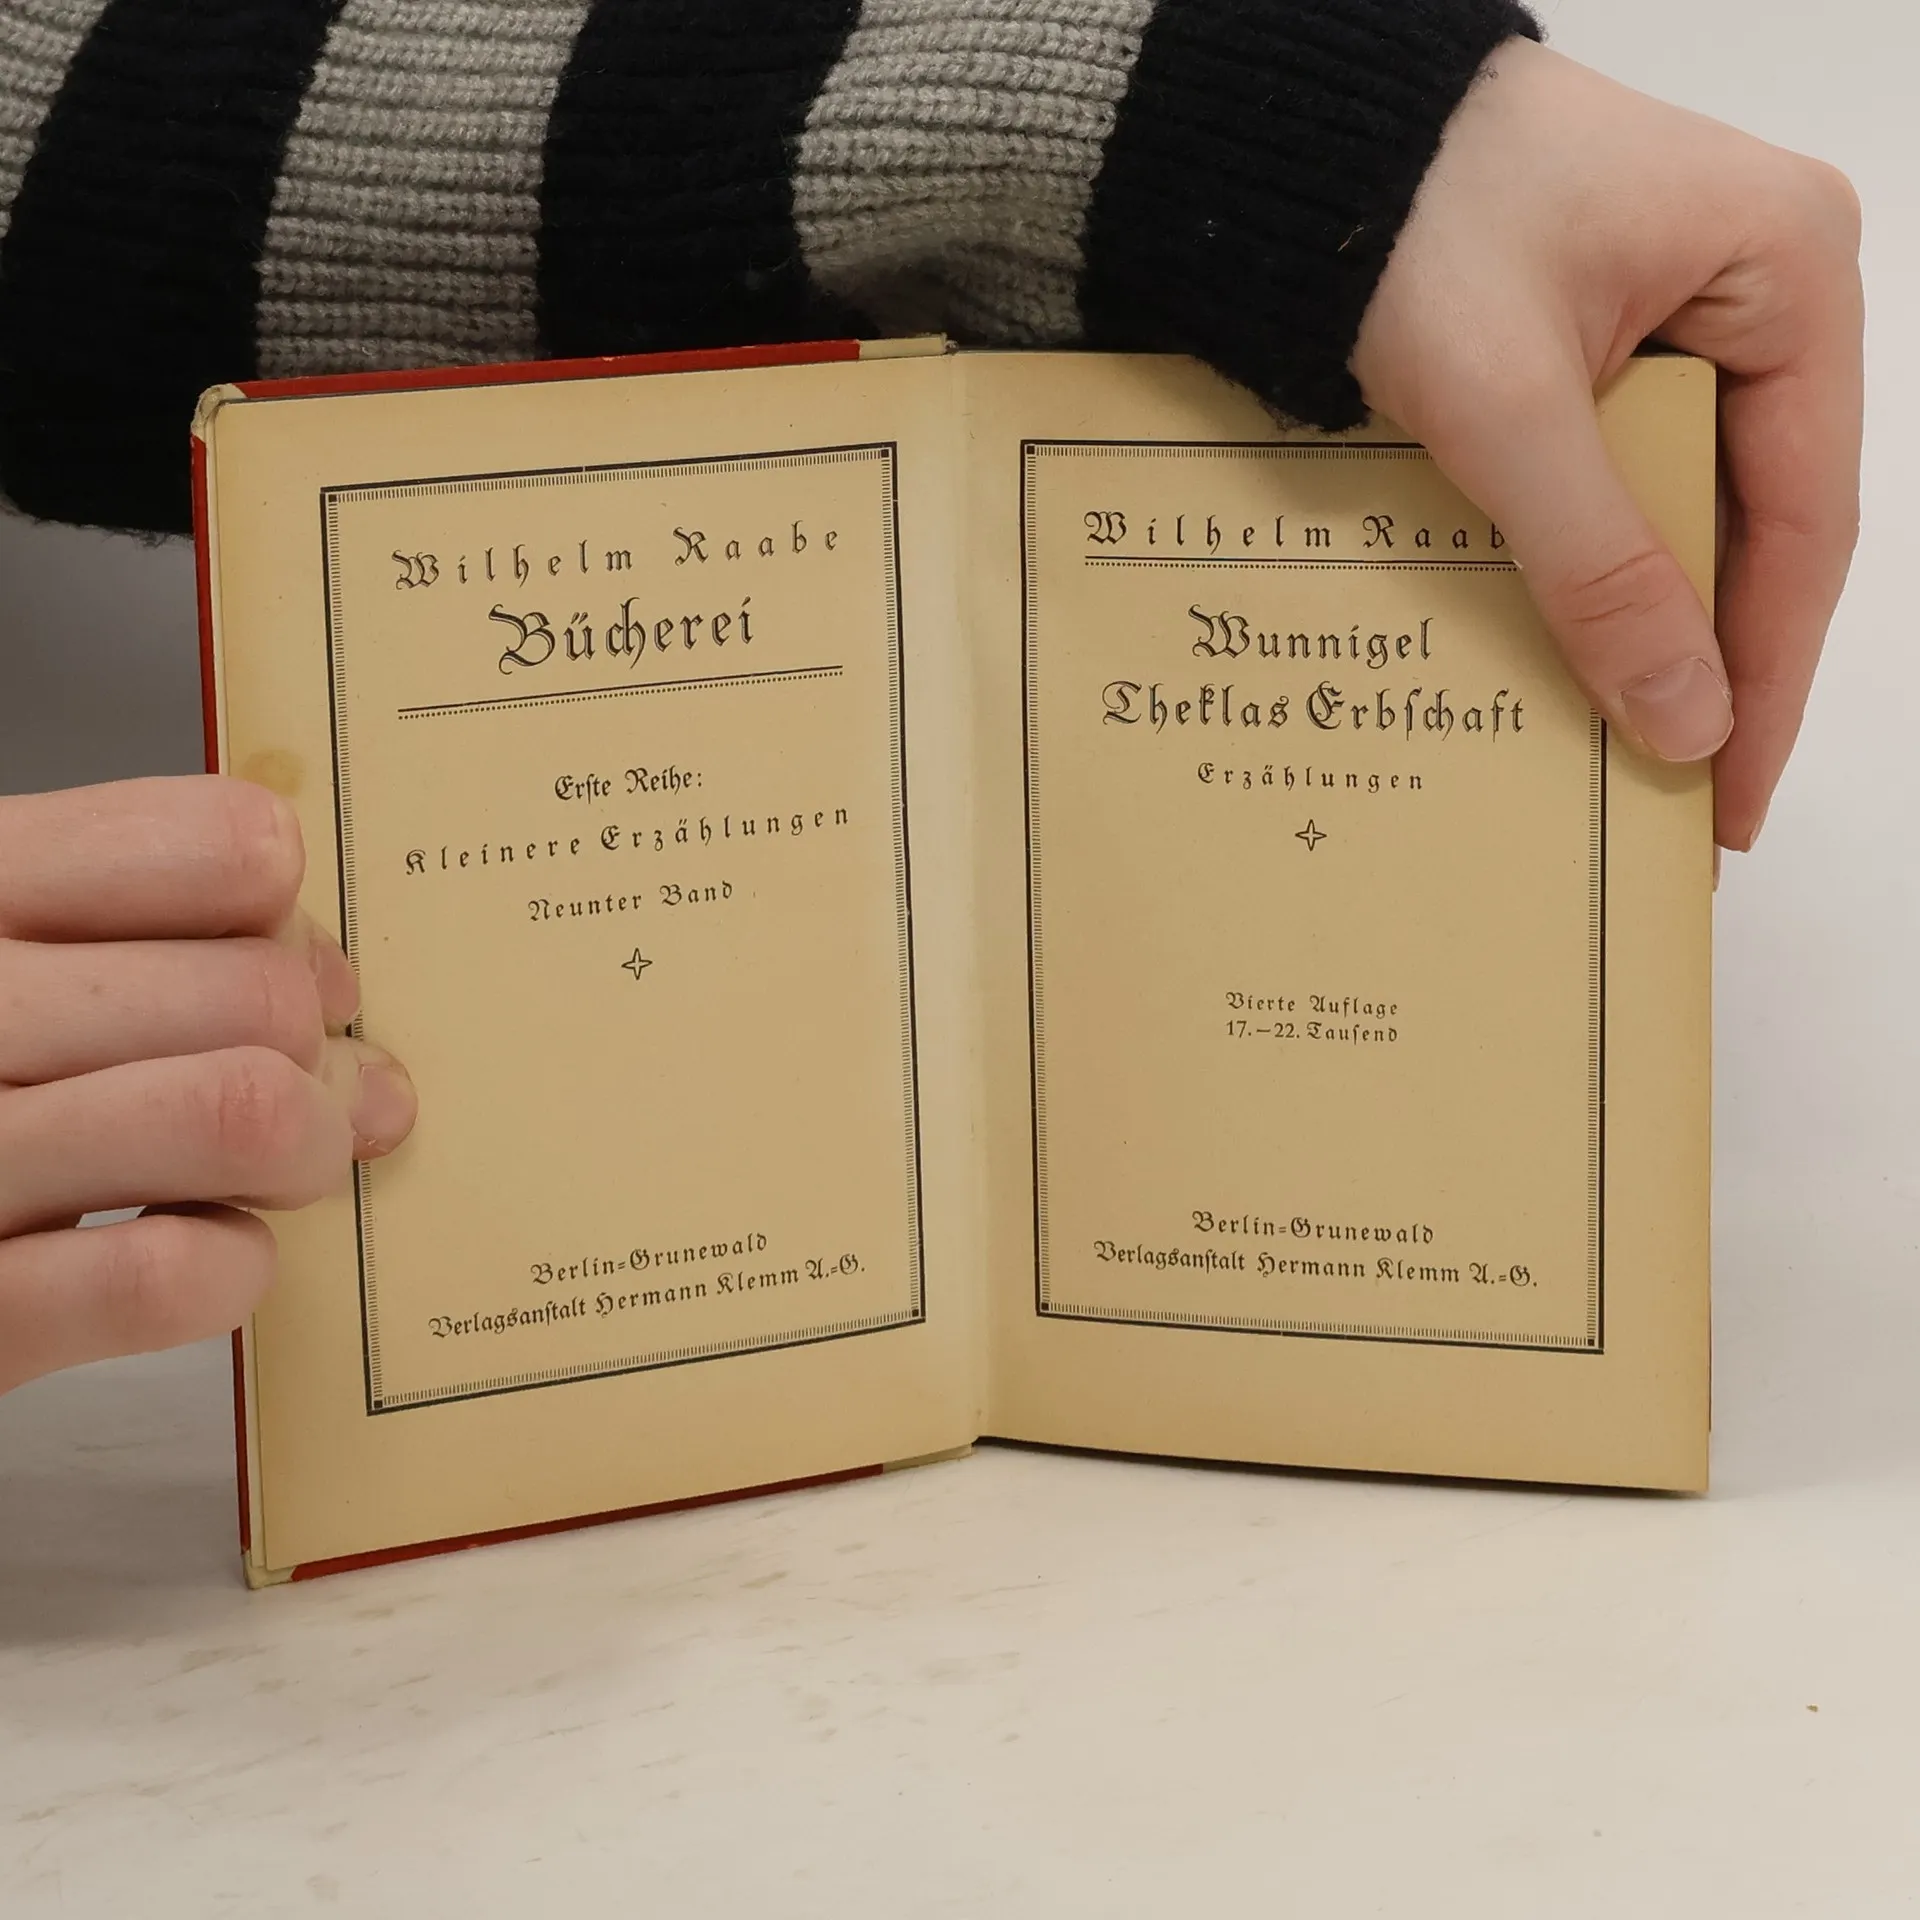 Wilhelm Raabe
Bücherei
Erſte Reihe:
Kleinere Erzählungen
Neunter Band
Berlin=Grunewald
Verlagsanſtalt Hermann Klemm A.=G.
Wilhelm Raab
Wunnigel
Theklas Erbſchaft
Erzählungen
Vierte Auflage
17.—22. Tauſend
Berlin=Grunewald
Verlagsanſtalt Hermann Klemm A.=G.